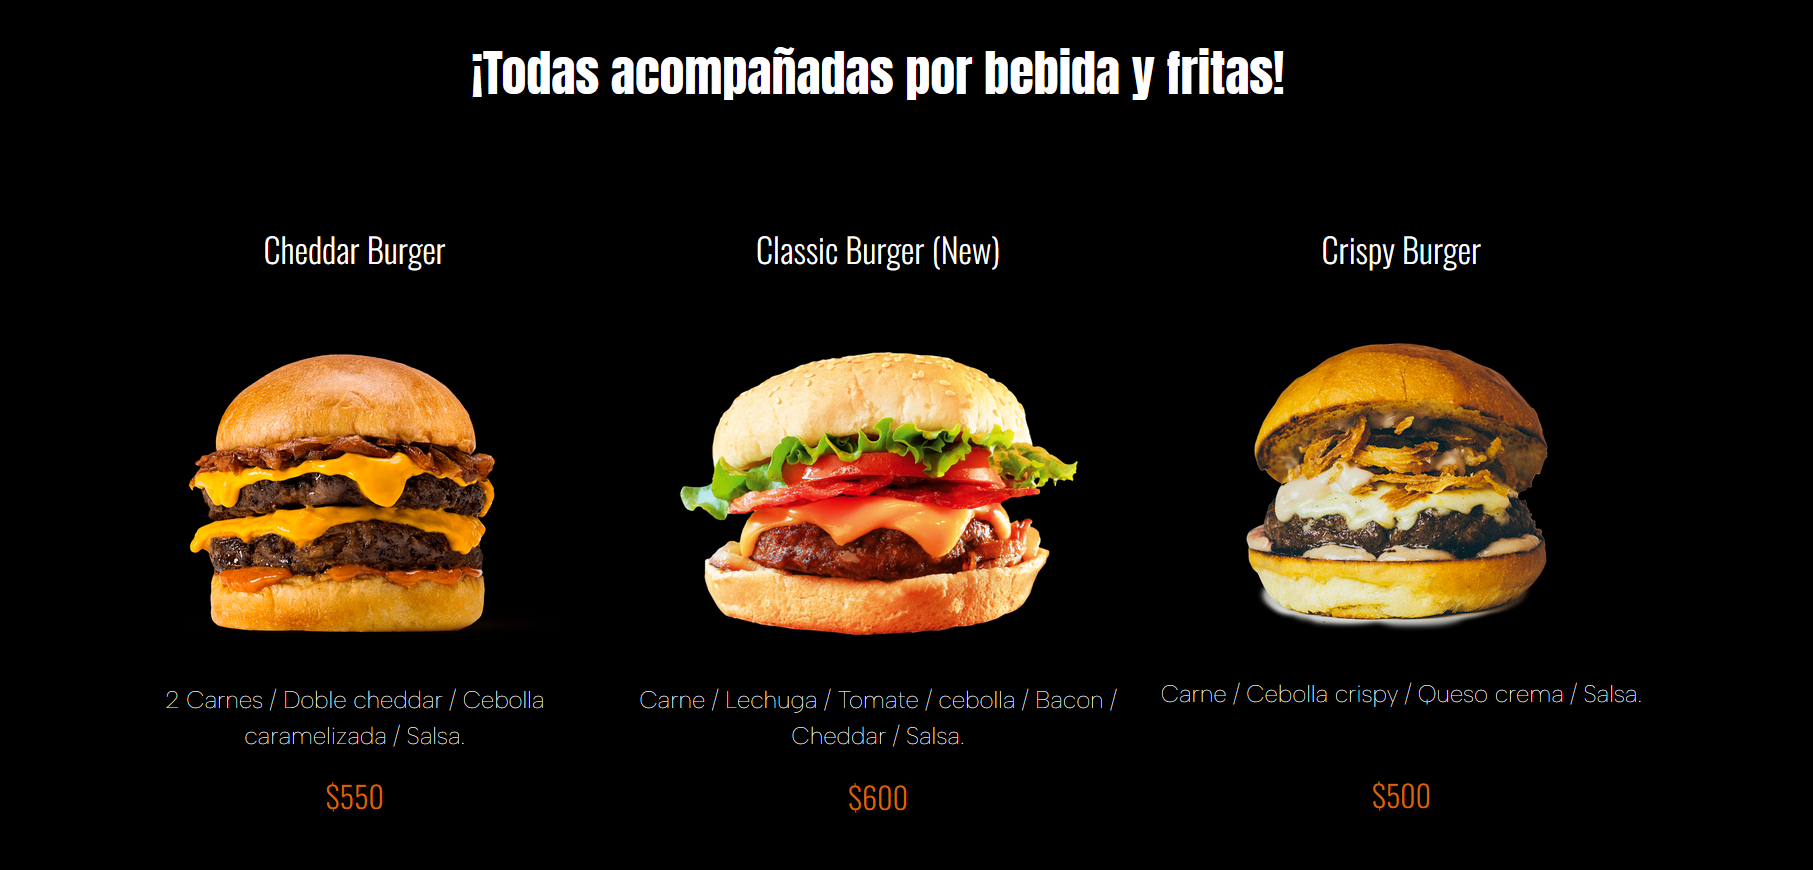 ¡Todas acompañadas por bebida y fritas!
Cheddar Burger
Classic Burger (New)
Crispy Burger
2 Carnes / Doble cheddar / Cebolla
caramelizada / Salsa.
$550
Carne / Lechuga / Tomate / cebolla / Bacon /
Cheddar / Salsa.
$600
Carne / Cebolla crispy / Queso crema / Salsa.
$500